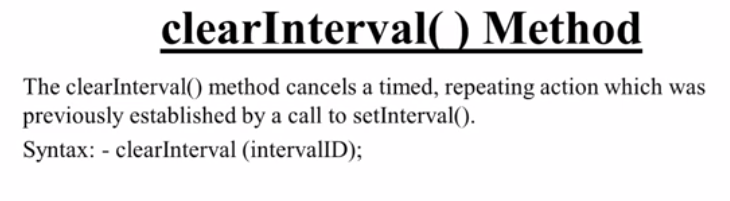 clearInterval( ) Method
The clearInterval() method cancels a timed, repeating action which was
previously established by a call to setInterval().
Syntax: - clearInterval (intervalID);